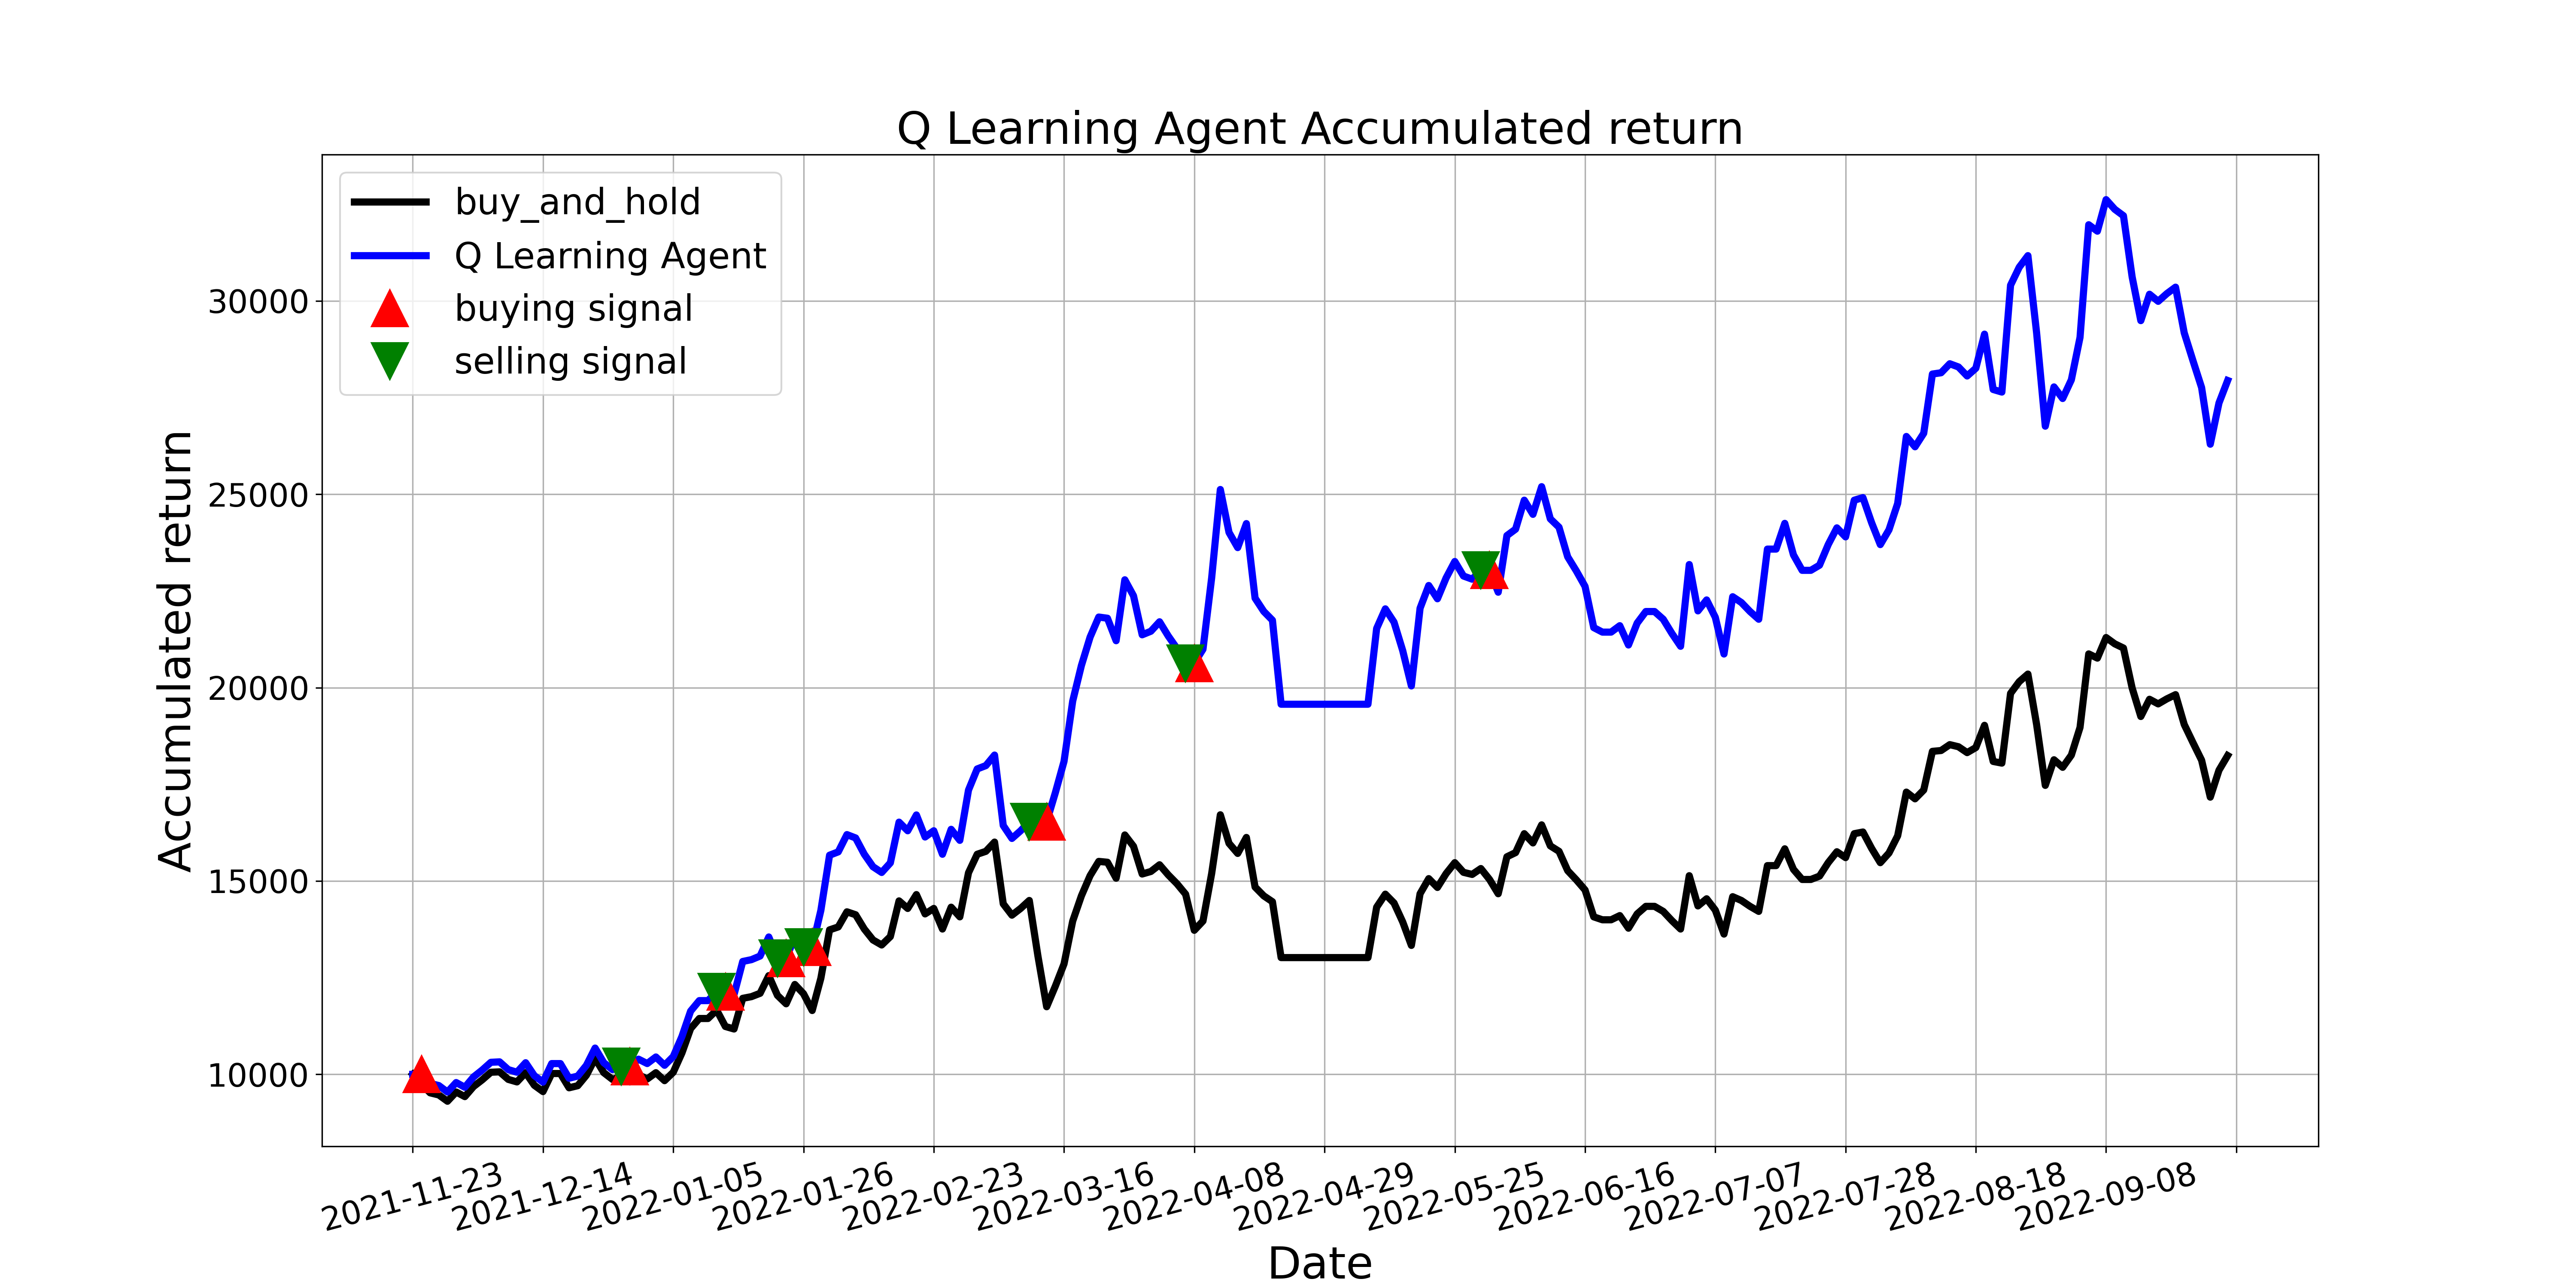 Q Learning Agent Accumulated return
buy_and_hold
Q Learning Agent
buying signal
selling signal
Accumulated return
30000
25000
20000
15000
10000
2021-11-23
2021-12-14
2022-01-05
2022-01-26
2022-02-23
2022-03-16
2022-04-08
2022-04-29
2022-05-25
2022-06-16
2022-07-07
2022-07-28
2022-08-18
2022-09-08
Date